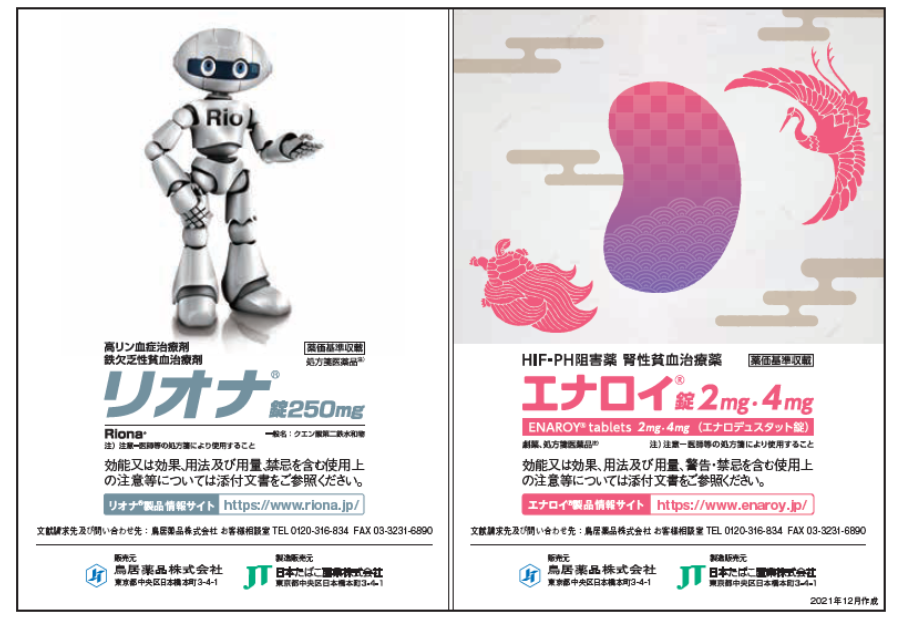 Rio
高リン血症治療剤
鉄欠乏性貧血治療剤
薬価基準収載
処方箋医薬品注)
リオナ®錠250mg
Riona®
一般名：クエン酸第二鉄水和物
注）注意－医師等の処方箋により使用すること
効能又は効果、用法及び用量、禁忌を含む使用上
の注意等については添付文書をご参照ください。
リオナ®製品情報サイト https://www.riona.jp/
文献請求先及び問い合わせ先：鳥居薬品株式会社 お客様相談室 TEL 0120-316-834 FAX 03-3231-6890
販売元
鳥居薬品株式会社
東京都中央区日本橋本町3-4-1
製造販売元
JT 日本たばこ産業株式会社
東京都中央区日本橋本町3-4-1
HIF-PH阻害薬 腎性貧血治療薬
薬価基準収載
エナロイ®錠2mg・4mg
ENAROY® tablets 2mg・4mg （エナロデュスタット錠）
劇薬、処方箋医薬品注)
注）注意－医師等の処方箋により使用すること
効能又は効果、用法及び用量、警告・禁忌を含む使用上
の注意等については添付文書をご参照ください。
エナロイ®製品情報サイト https://www.enaroy.jp/
文献請求先及び問い合わせ先：鳥居薬品株式会社 お客様相談室 TEL 0120-316-834 FAX 03-3231-6890
販売元
鳥居薬品株式会社
東京都中央区日本橋本町3-4-1
製造販売元
JT 日本たばこ産業株式会社
東京都中央区日本橋本町3-4-1
2021年12月作成